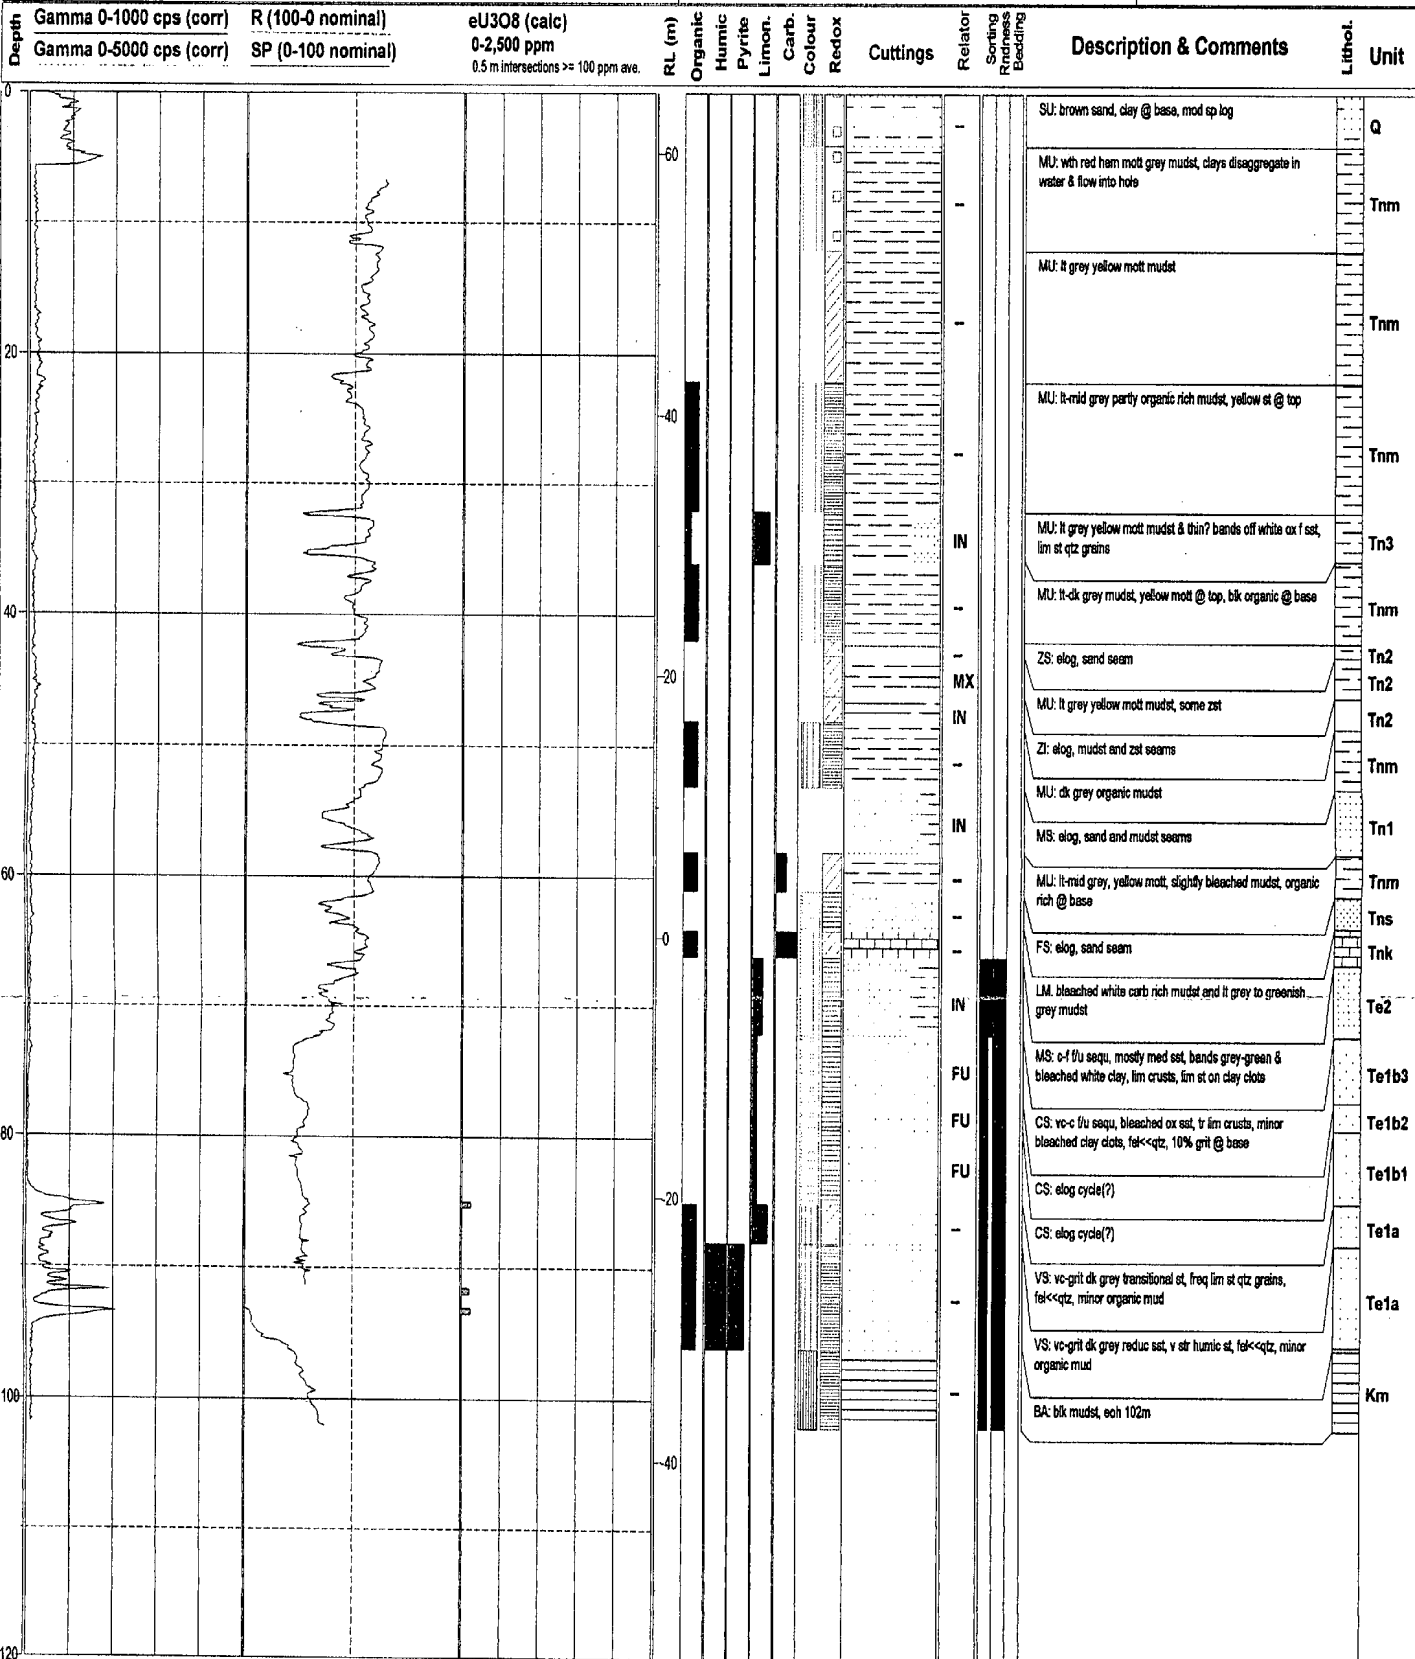 Depth
Gamma 0-1000 cps (corr)
Gamma 0-5000 cps (corr)
R (100-0 nominal)
SP (0-100 nominal)
eU3O8 (calc)
0-2,500 ppm
0.5 m intersections >= 100 ppm ave.
RL (m)
Organic
Humic
Pyrite
Limon.
Carb.
Colour
Redox
Cuttings
Relator
Sorting
Rndness
Bedding
Description & Comments
Lithol.
Unit
0
20
40
60
80
100
120
60
40
20
0
-20
-40
--
--
--
--
IN
--
--
MX
IN
--
IN
--
--
--
IN
FU
FU
FU
--
--
--
SU: brown sand, clay @ base, mod sp log
MU: wth red hem mott grey mudst, clays disaggregate in
water & flow into hole
MU: lt grey yellow mott mudst
MU: lt-mid grey partly organic rich mudst, yellow st @ top
MU: lt grey yellow mott mudst & thin? bands off white ox f sst,
lim st qtz grains
MU: lt-dk grey mudst, yellow mott @ top, blk organic @ base
ZS: elog, sand seam
MU: lt grey yellow mott mudst, some zst
ZI: elog, mudst and zst seams
MU: dk grey organic mudst
MS: elog, sand and mudst seams
MU: lt-mid grey, yellow mott, slightly bleached mudst, organic
rich @ base
FS: elog, sand seam
LM. bleached white carb rich mudst and lt grey to greenish
grey mudst
MS: c-f f/u sequ, mostly med sst, bands grey-green &
bleached white clay, lim crusts, lim st on clay clots
CS: vc-c f/u sequ, bleached ox sst, tr lim crusts, minor
bleached clay clots, fel<<qtz, 10% grit @ base
CS: elog cycle(?)
CS: elog cycle(?)
VS: vc-grit dk grey transitional st, freq lim st qtz grains,
fel<<qtz, minor organic mud
VS: vc-grit dk grey reduc sst, v str humic st, fel<<qtz, minor
organic mud
BA: blk mudst, eoh 102m
Q
Tnm
Tnm
Tnm
Tn3
Tnm
Tn2
Tn2
Tn2
Tnm
Tn1
Tnm
Tns
Tnk
Te2
Te1b3
Te1b2
Te1b1
Te1a
Te1a
Km